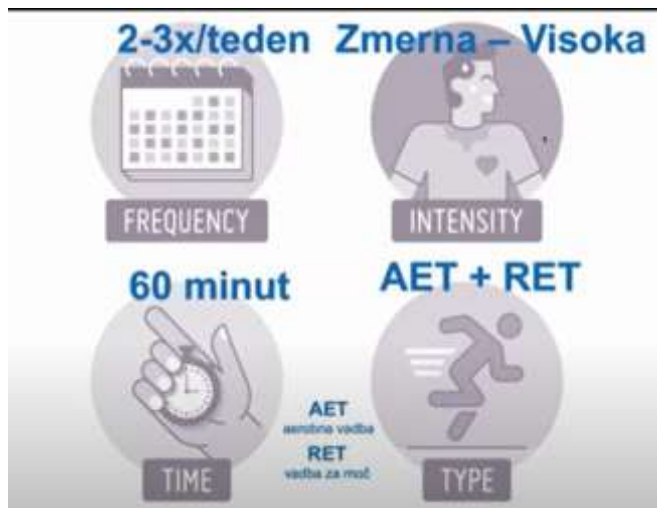 2-3x/teden
Zmerna – Visoka
FREQUENCY
INTENSITY
60 minut
AET + RET
AET
aerobna vadba
RET
vadba za moč
TIME
TYPE